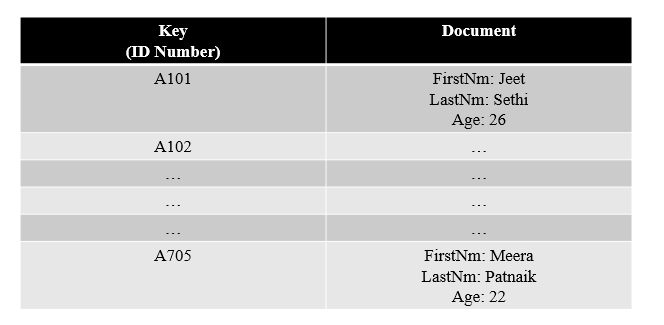 Key Document
(ID Number)
A101 FirstNm: Jeet
LastNm: Sethi
Age: 26
A102 …
… …
… …
… …
A705 FirstNm: Meera
LastNm: Patnaik
Age: 22